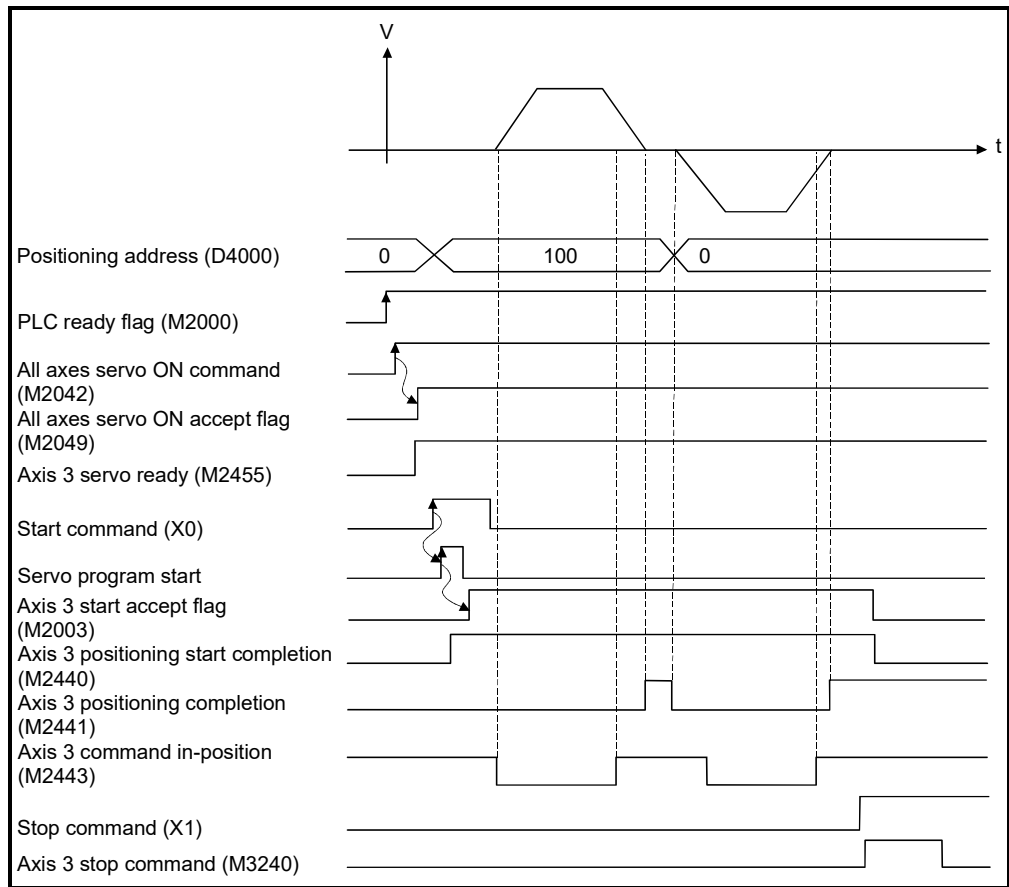 V
t
Positioning address (D4000)
0
100
0
PLC ready flag (M2000)
All axes servo ON command
(M2042)
All axes servo ON accept flag
(M2049)
Axis 3 servo ready (M2455)
Start command (X0)
Servo program start
Axis 3 start accept flag
(M2003)
Axis 3 positioning start completion
(M2440)
Axis 3 positioning completion
(M2441)
Axis 3 command in-position
(M2443)
Stop command (X1)
Axis 3 stop command (M3240)